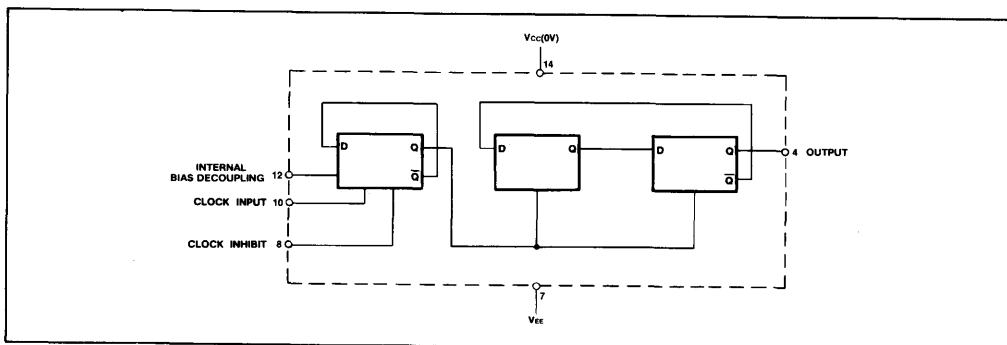 VCC(0V)
14
D Q
Q
D Q
D Q
Q
4 OUTPUT
INTERNAL
BIAS DECOUPLING 12
CLOCK INPUT 10
CLOCK INHIBIT 8
7
VEE